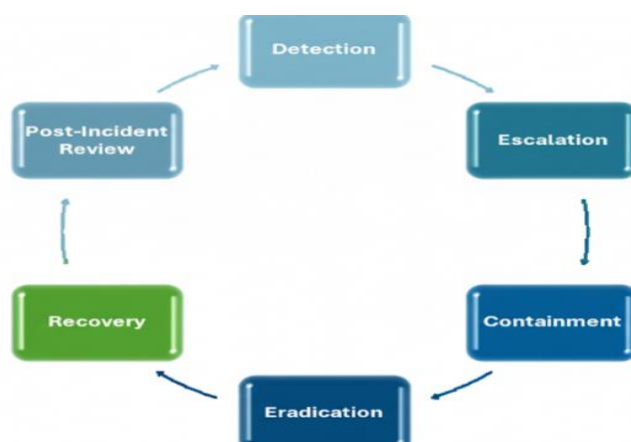 Detection
Escalation
Containment
Eradication
Recovery
Post-Incident
Review